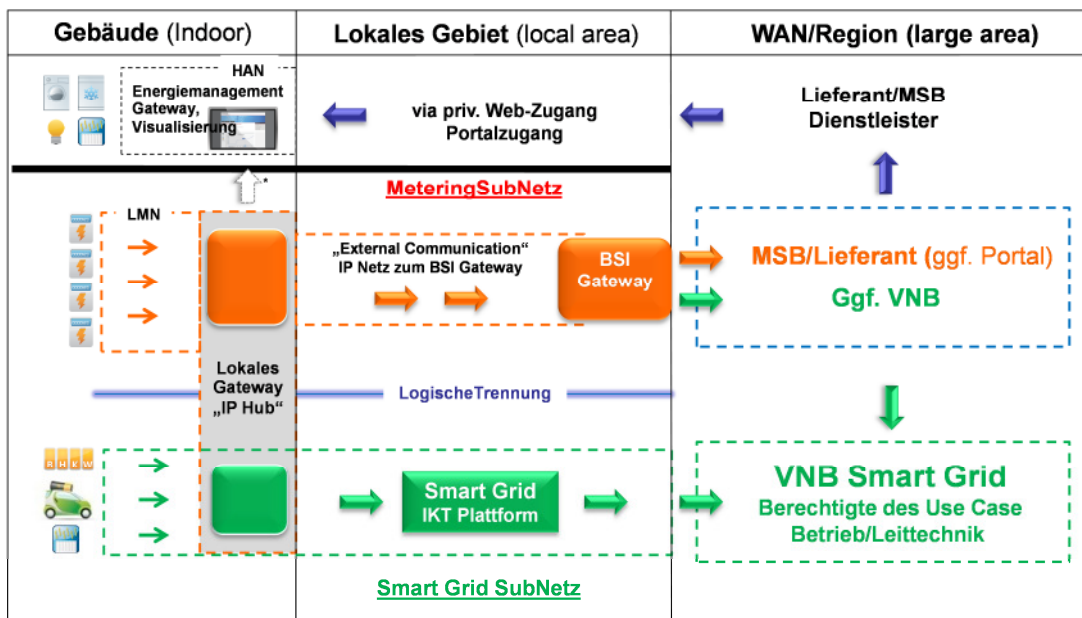 Gebäude (Indoor)
Lokales Gebiet (local area)
WAN/Region (large area)
HAN
Energiemanagement
Gateway,
Visualisierung
via priv. Web-Zugang
Portalzugang
Lieferant/MSB
Dienstleister
*
MeteringSubNetz
LMN
„External Communication“
IP Netz zum BSI Gateway
BSI
Gateway
MSB/Lieferant (ggf. Portal)
Ggf. VNB
Lokales
Gateway
„IP Hub“
LogischeTrennung
R H K W
Smart Grid
IKT Plattform
VNB Smart Grid
Berechtigte des Use Case
Betrieb/Leittechnik
Smart Grid SubNetz